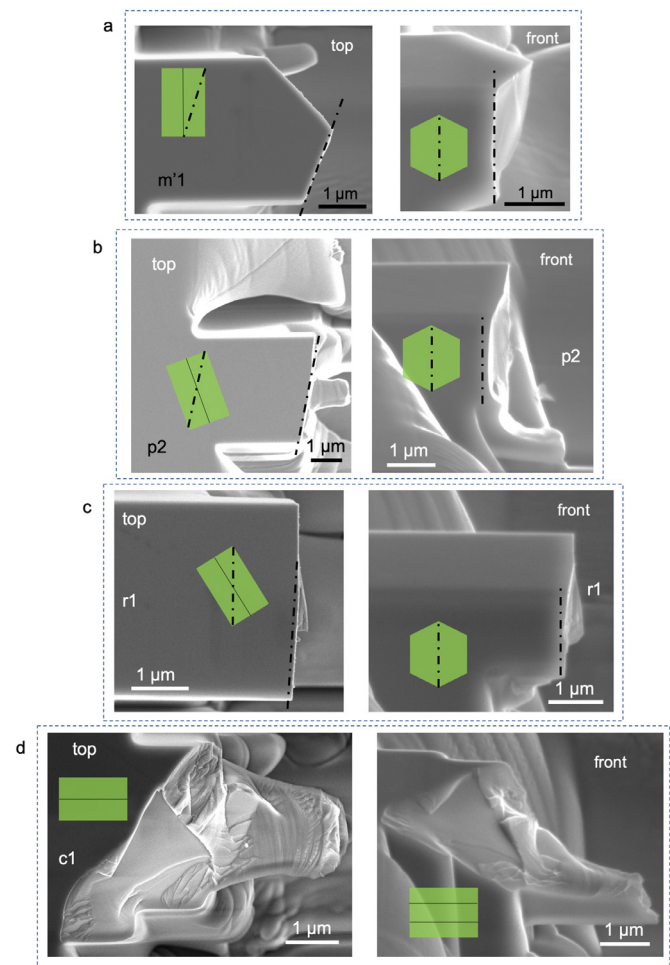 a
top
m'1
1 µm
front
1 µm
b
top
p2
1 µm
front
p2
1 µm
c
top
r1
1 µm
front
r1
1 µm
d
top
c1
1 µm
front
1 µm